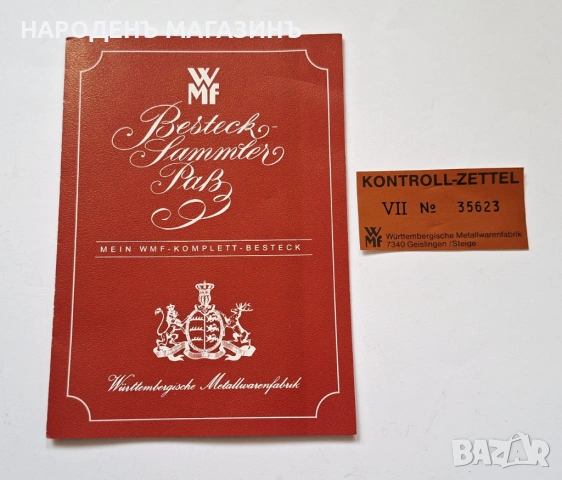 НАРОДЕНЪ МАГАЗИНЪ
WMF
Besteck-
Sammler
Paß
MEIN WMF-KOMPLETT-BESTECK
Württembergische Metallwarenfabrik
KONTROLL-ZETTEL
VII № 35623
WMF Württembergische Metallwarenfabrik
7340 Geislingen/Steige
BAZAR